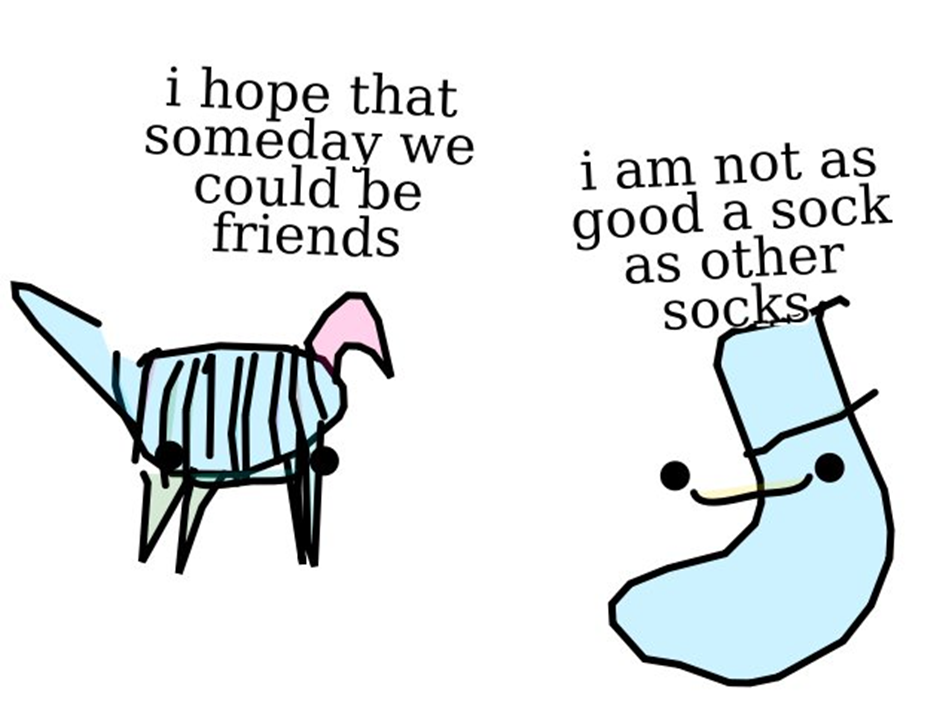 i hope that
someday we
could be
friends
i am not as
good a sock
as other
socks